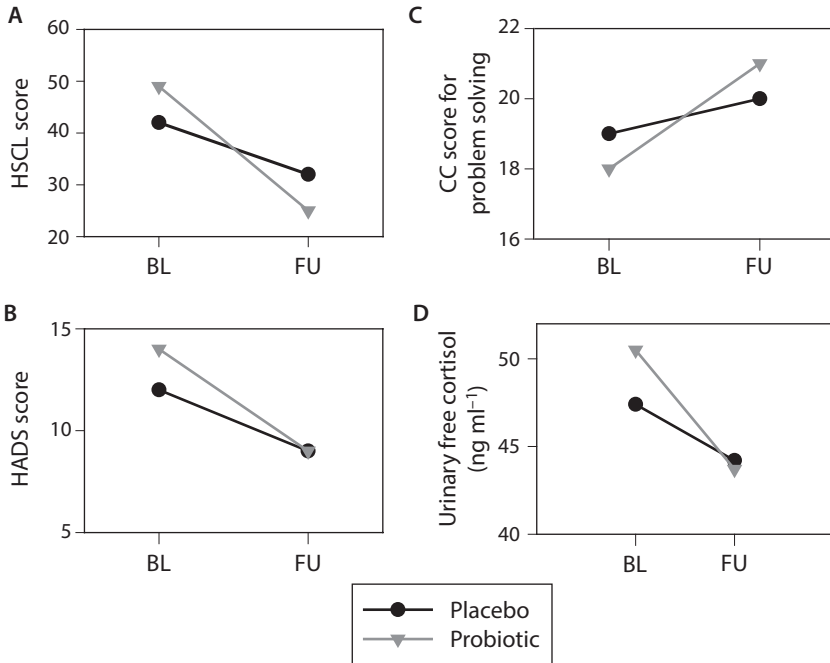 A
HSCL score
60
50
40
30
20
BL FU
B
HADS score
15
10
5
BL FU
C
CC score for
problem solving
22
20
18
16
BL FU
D
Urinary free cortisol
(ng ml⁻¹)
50
45
40
BL FU
Placebo
Probiotic